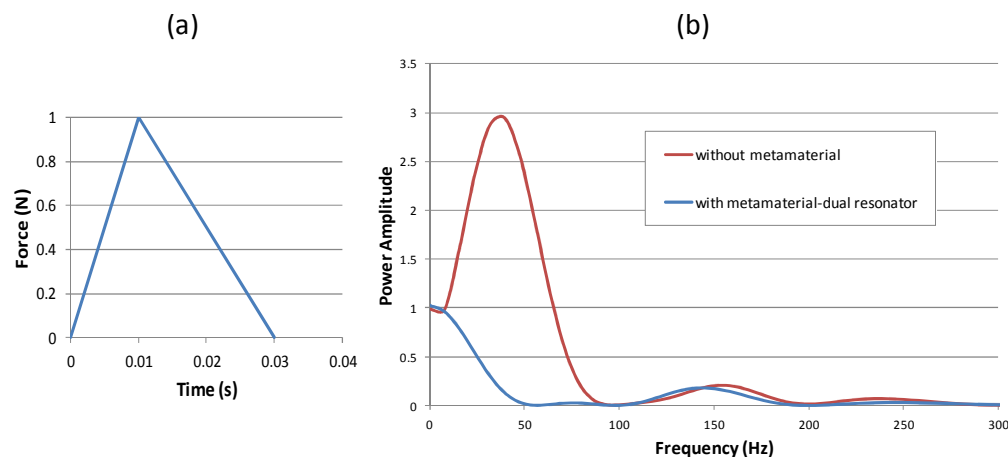 (a)
Force (N)
1
0.8
0.6
0.4
0.2
0
0 0.01 0.02 0.03 0.04
Time (s)
(b)
Power Amplitude
3.5
3
2.5
2
1.5
1
0.5
0
without metamaterial
with metamaterial-dual resonator
0 50 100 150 200 250 300
Frequency (Hz)